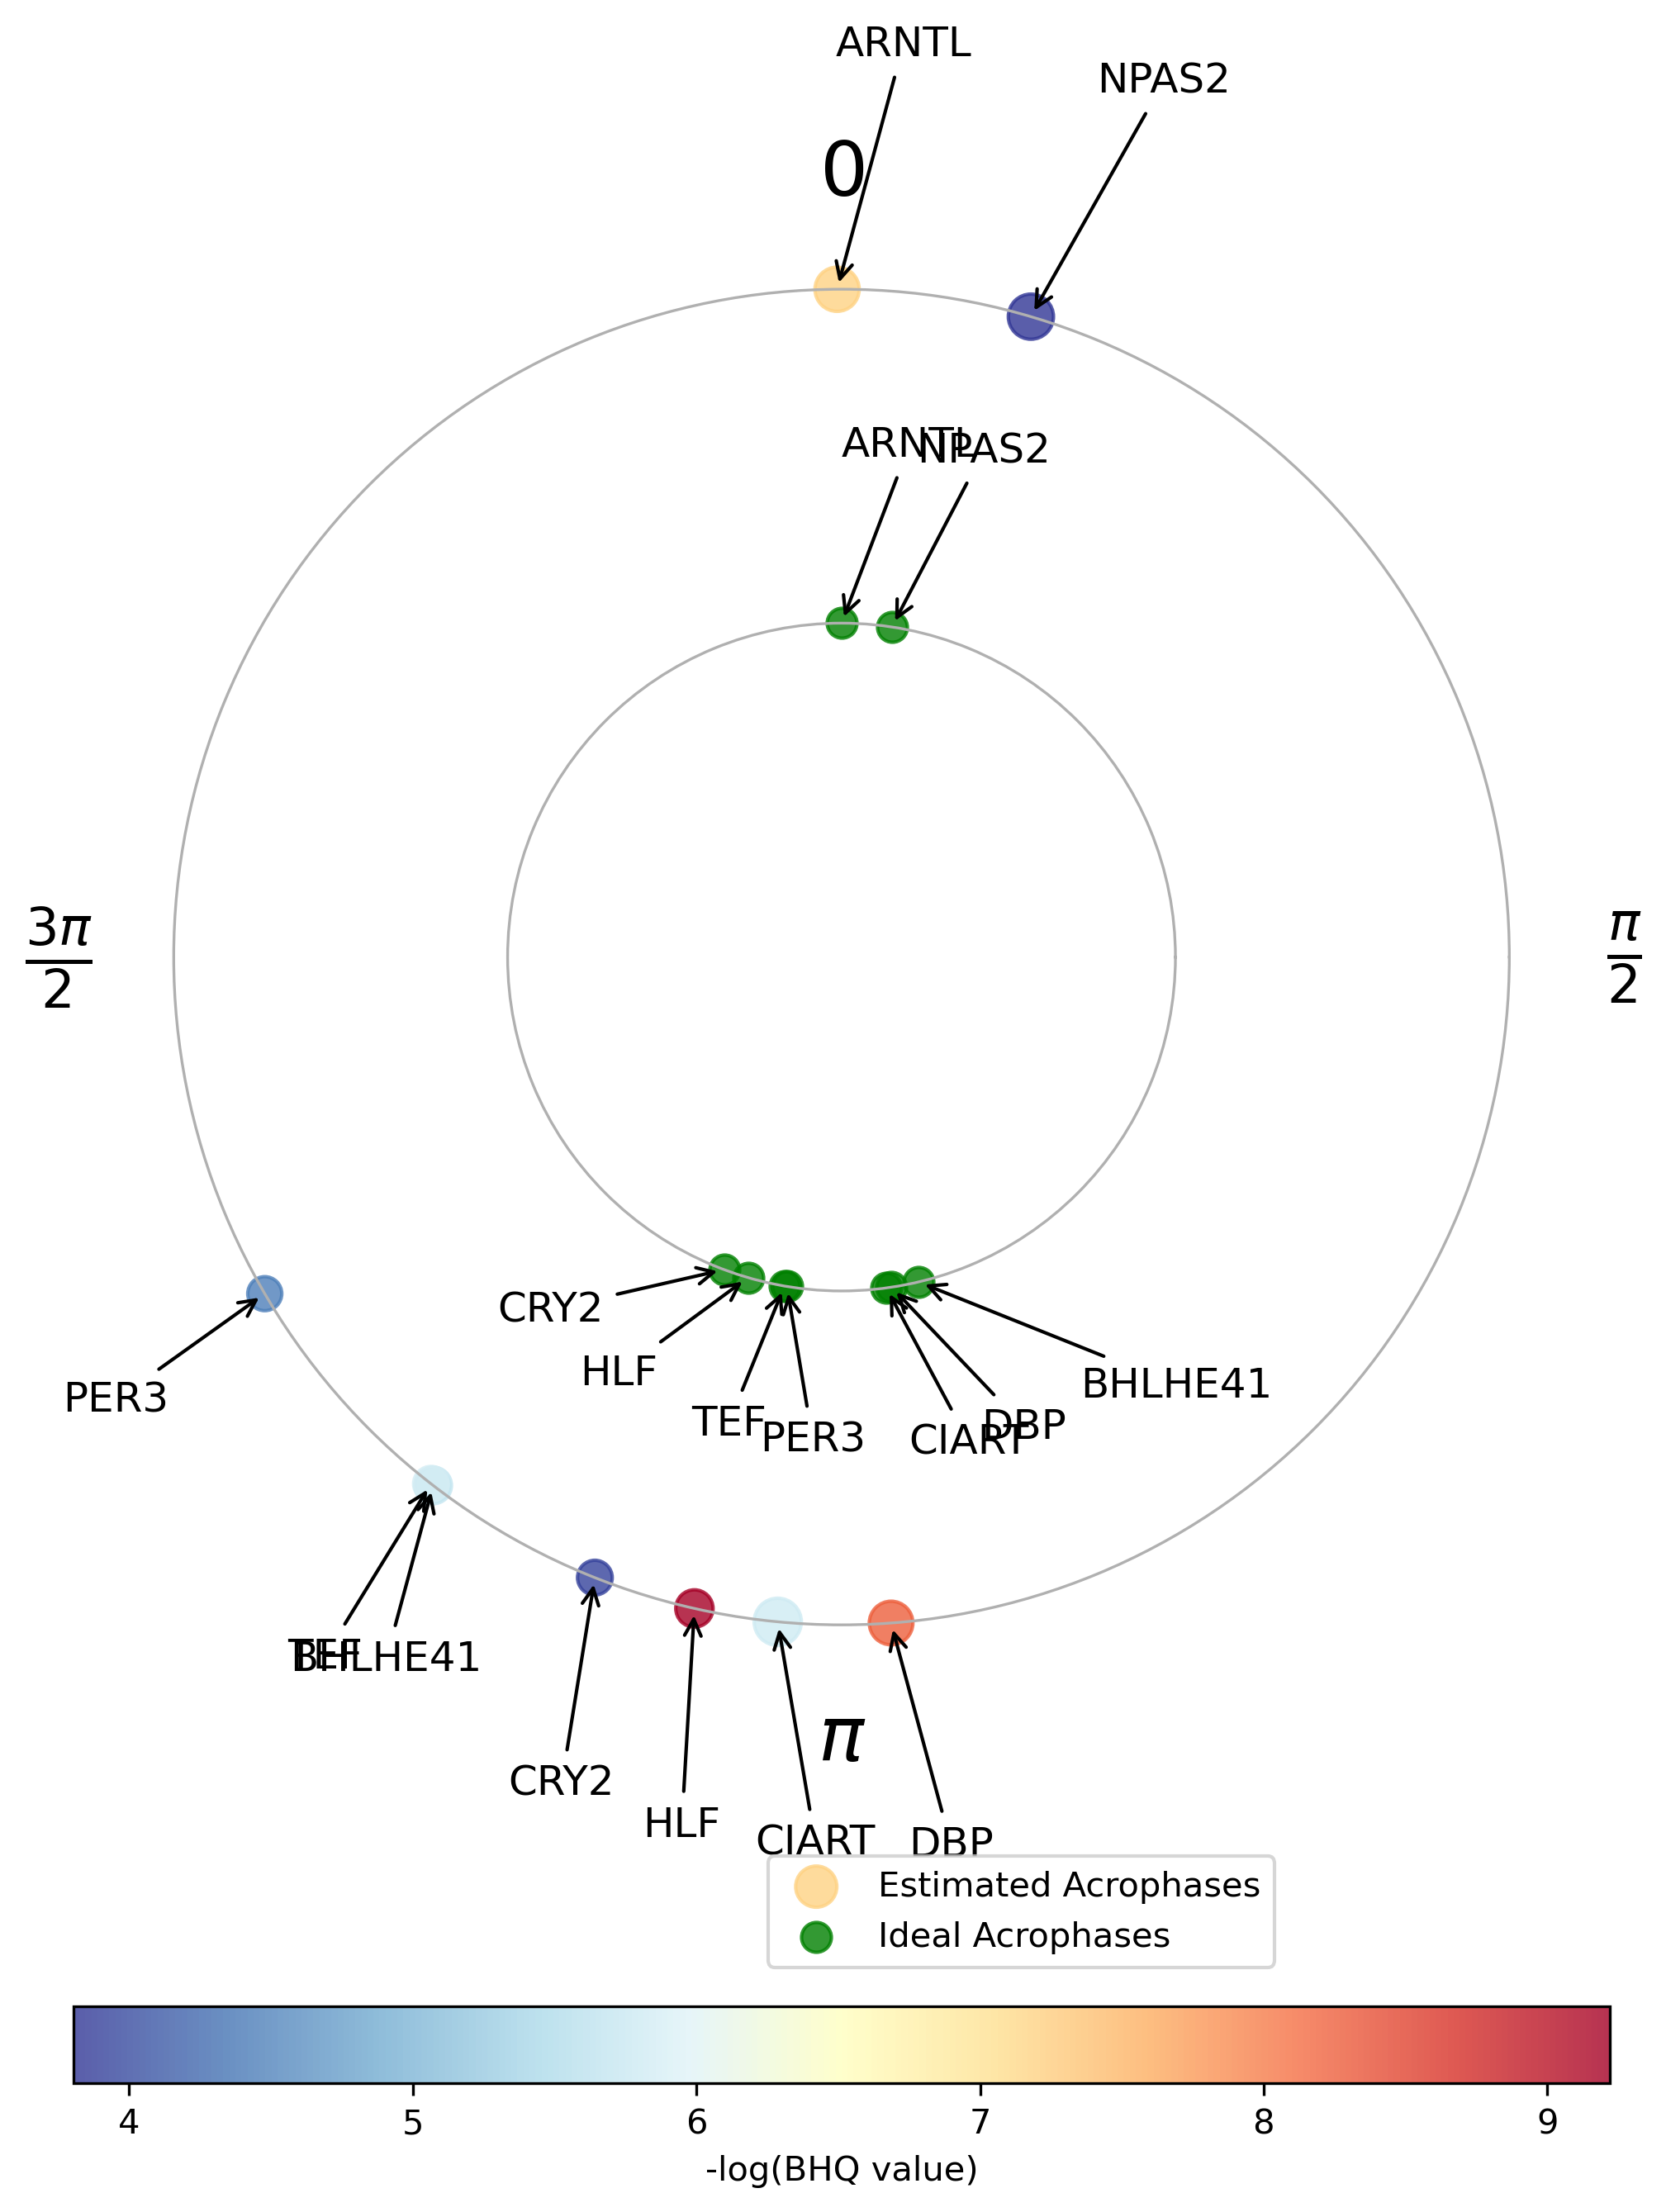 ARNTL
NPAS2
0
ARNTL
NPAS2
3π
2
π
2
CRY2
HLF
TEF
PER3
CIART
DBP
BHLHE41
PER3
TEF
BHLHE41
CRY2
HLF
π
CIART
DBP
Estimated Acrophases
Ideal Acrophases
4 5 6 7 8 9
-log(BHQ value)